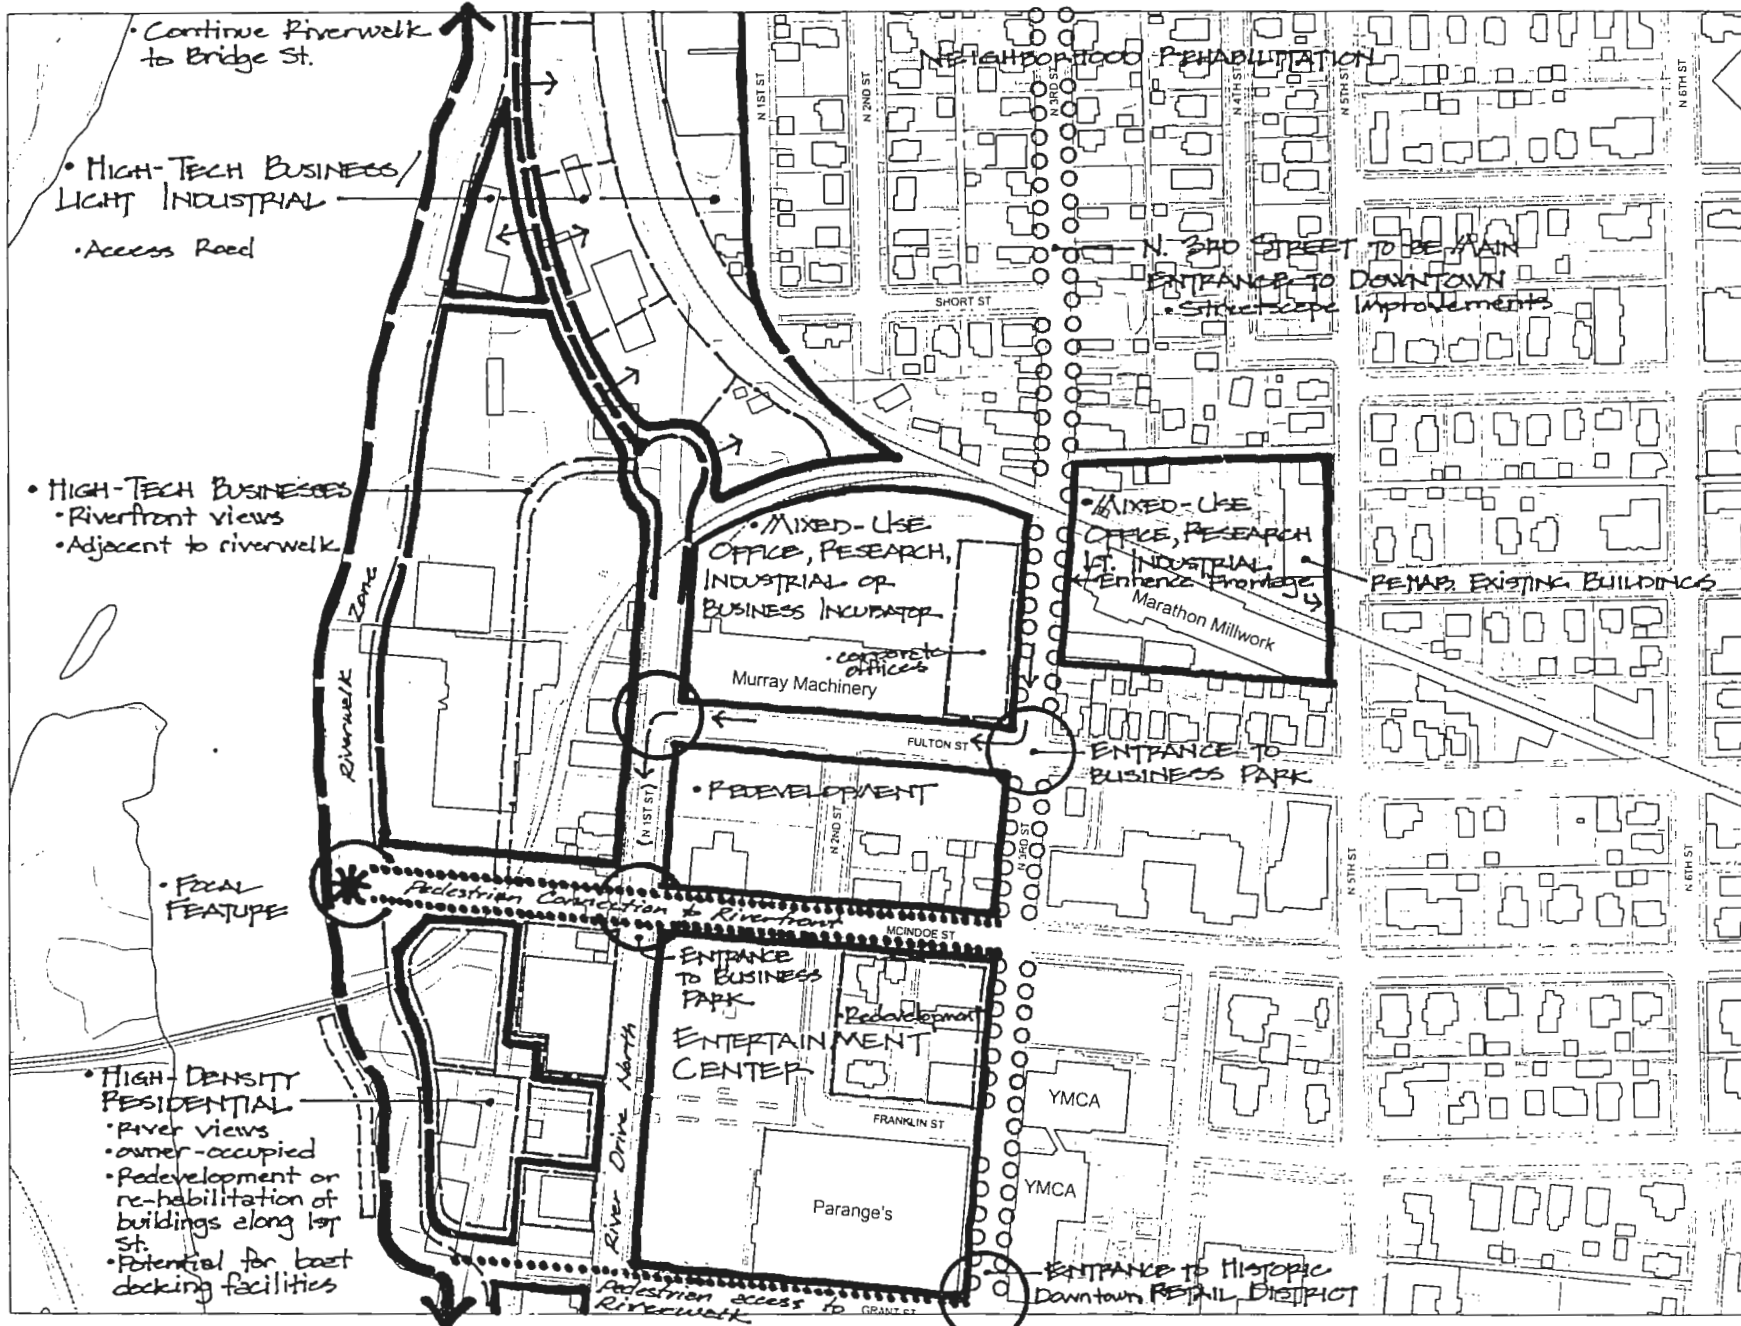 • Continue Riverwalk
to Bridge St.
NEIGHBORHOOD REHABILITATION
N 1ST ST
N 2ND ST
N 3RD ST
N 4TH ST
N 5TH ST
N 6TH ST
• HIGH-TECH BUSINESS/
LIGHT INDUSTRIAL
• Access Road
N. 3RD STREET TO BE MAIN
ENTRANCE TO DOWNTOWN
• Streetscape Improvements
SHORT ST
• HIGH-TECH BUSINESSES
• Riverfront views
• Adjacent to riverwalk
• MIXED-USE
OFFICE, RESEARCH,
INDUSTRIAL OR
BUSINESS INCUBATOR
• corporate
offices
Murray Machinery
• MIXED-USE
OFFICE, RESEARCH
LT. INDUSTRIAL
Enhance Frontage
Marathon Millwork
REHAB. EXISTING BUILDINGS
Riverwalk Zone
FULTON ST
ENTRANCE TO
BUSINESS PARK
• REDEVELOPMENT
(N 1ST ST)
N 2ND ST
N 3RD ST
N 5TH ST
N 6TH ST
• FOCAL
FEATURE
Pedestrian Connection to Riverfront
MCINDOE ST
• ENTRANCE
TO BUSINESS
PARK
• Redevelopment
ENTERTAINMENT
CENTER
River Drive North
FRANKLIN ST
YMCA
YMCA
Parange's
• HIGH-DENSITY
RESIDENTIAL
• River views
• owner-occupied
• Redevelopment or
re-habilitation of
buildings along 1st
St.
• Potential for boat
docking facilities
Pedestrian access to
Riverwalk
GRANT ST
ENTRANCE TO HISTORIC
Downtown RETAIL DISTRICT